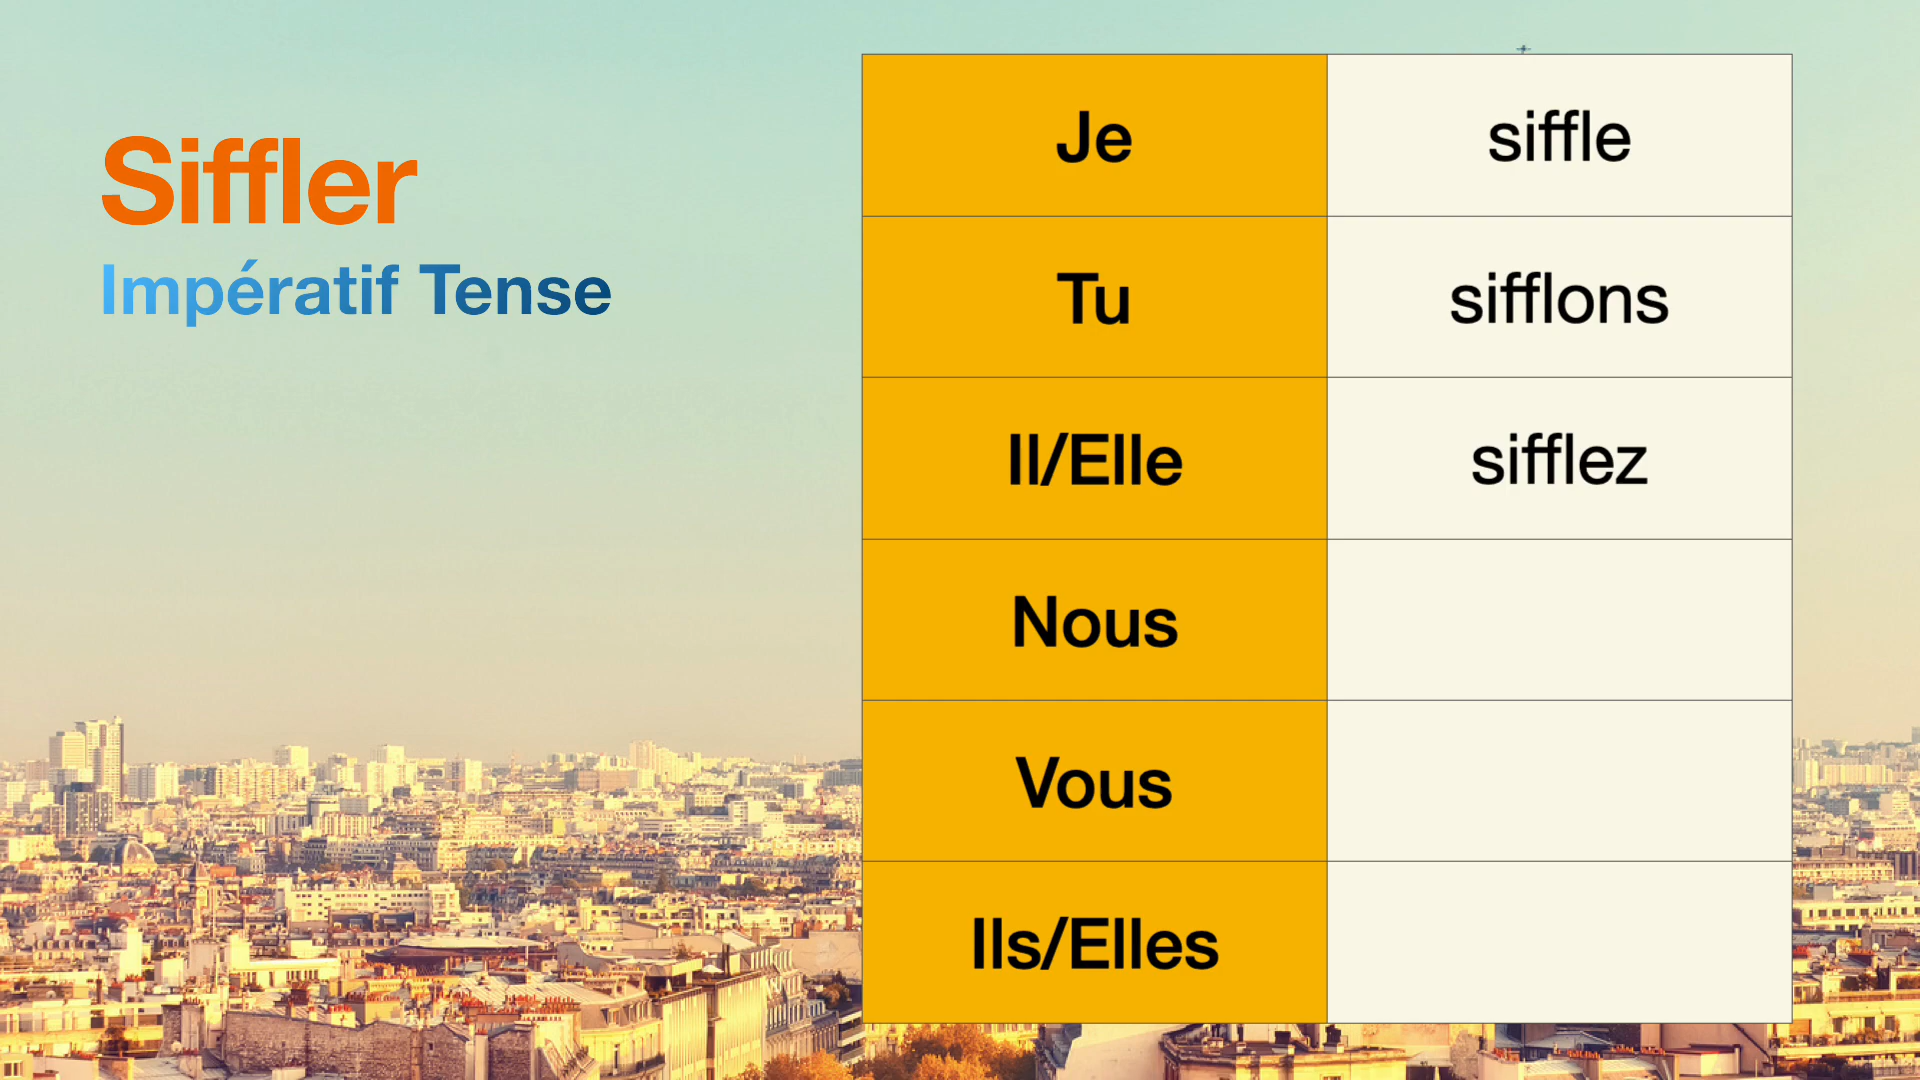 Siffler
Impératif Tense
Je siffle
Tu sifflons
Il/Elle sifflez
Nous
Vous
Ils/Elles